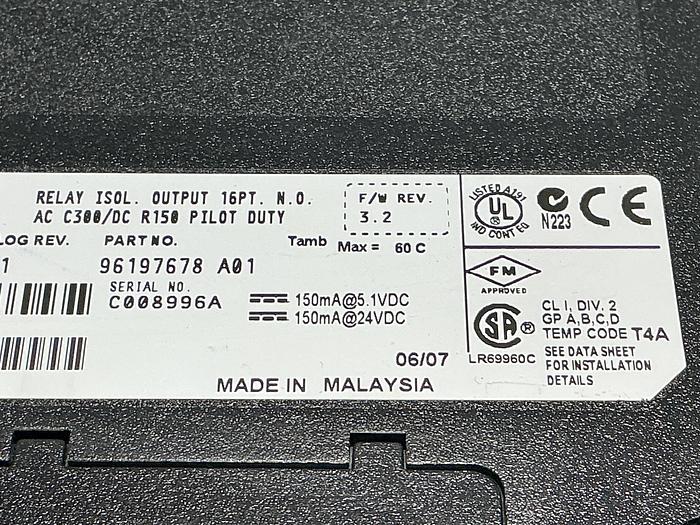 RELAY ISOL. OUTPUT 16PT. N.O.
AC C300/DC R150 PILOT DUTY
F/W REV.
3.2
LOG REV.
PART NO.
Tamb Max = 60 C
1
96197678 A01
SERIAL NO.
C008996A
150mA@5.1VDC
150mA@24VDC
06/07
MADE IN MALAYSIA
LISTED A191
UL
IND CONT EQ
N223
CE
FM
APPROVED
SA ®
LR69960C
CL I, DIV. 2
GP A,B,C,D
TEMP CODE T4A
SEE DATA SHEET
FOR INSTALLATION
DETAILS